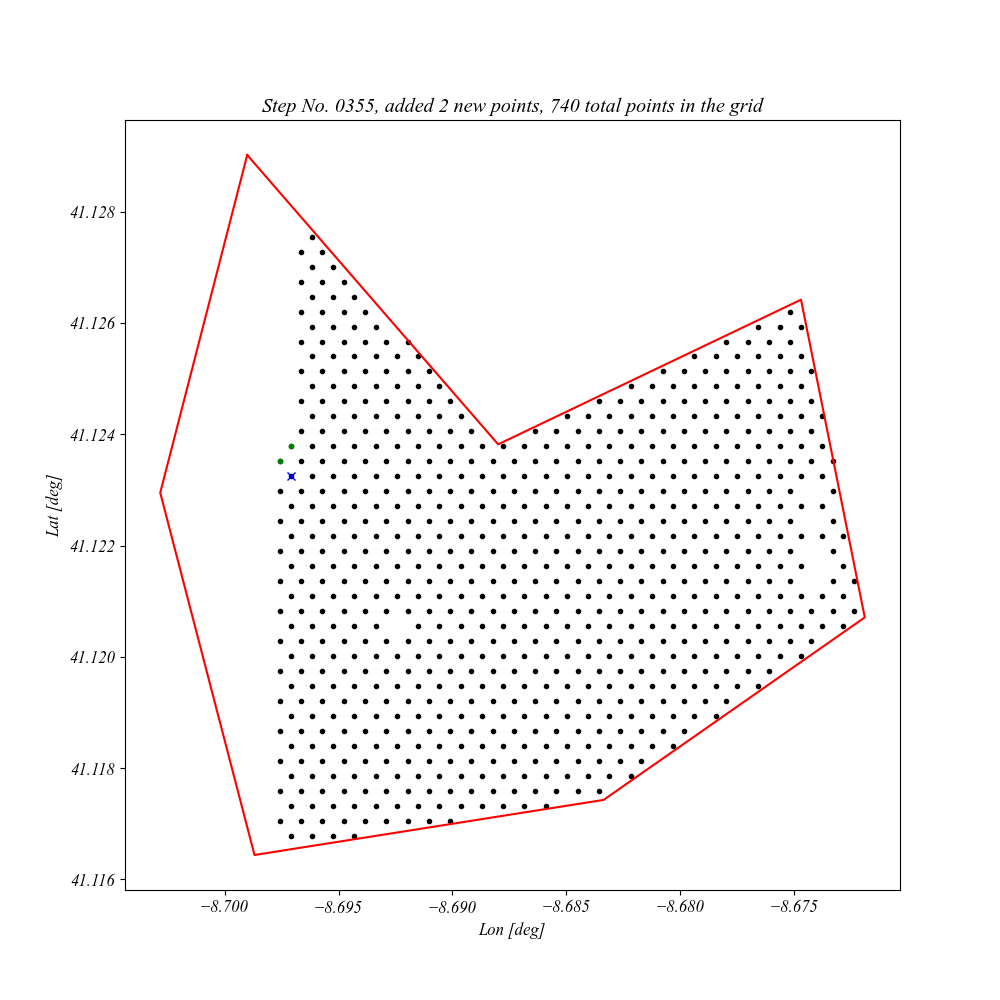 Step No. 0355, added 2 new points, 740 total points in the grid
41.128
41.126
41.124
41.122
41.120
41.118
41.116
Lat [deg]
−8.700 −8.695 −8.690 −8.685 −8.680 −8.675
Lon [deg]